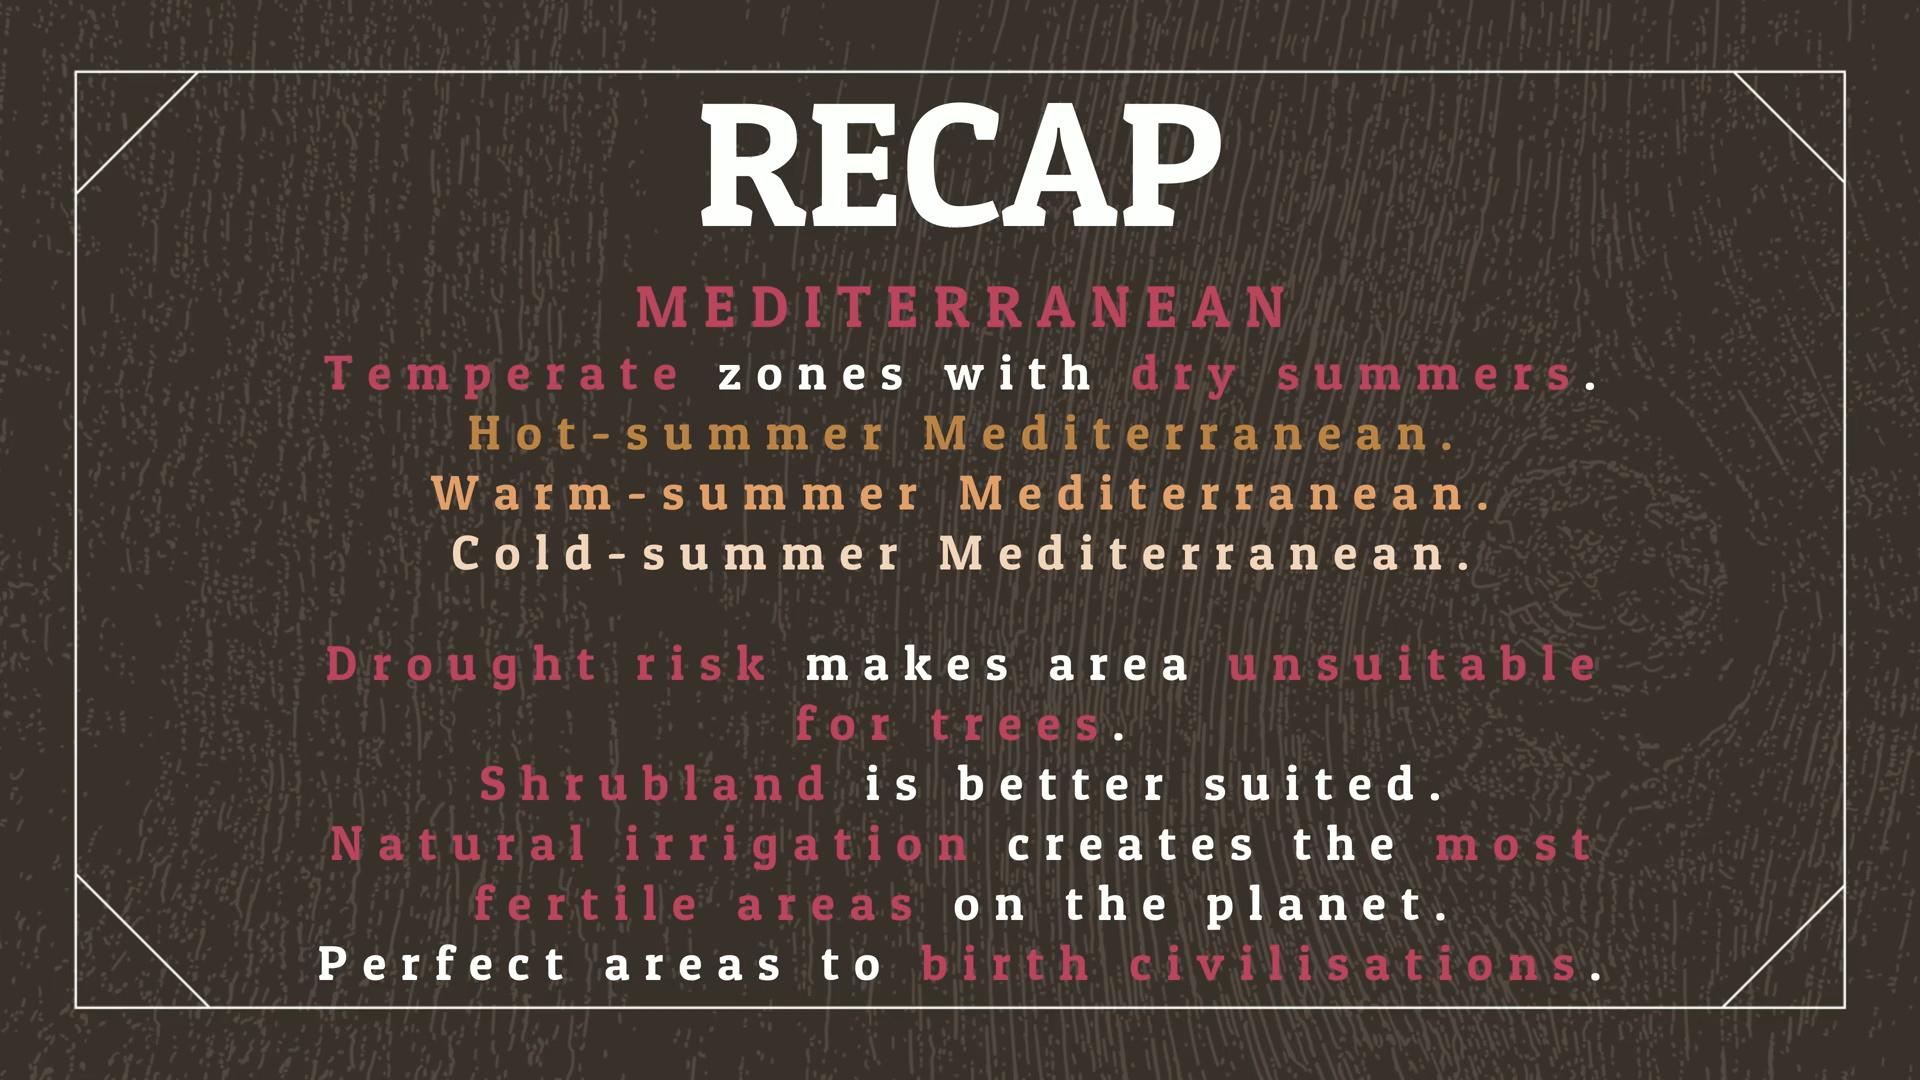 RECAP
MEDITERRANEAN
Temperate zones with dry summers.
Hot-summer Mediterranean.
Warm-summer Mediterranean.
Cold-summer Mediterranean.
Drought risk makes area unsuitable
for trees.
Shrubland is better suited.
Natural irrigation creates the most
fertile areas on the planet.
Perfect areas to birth civilisations.